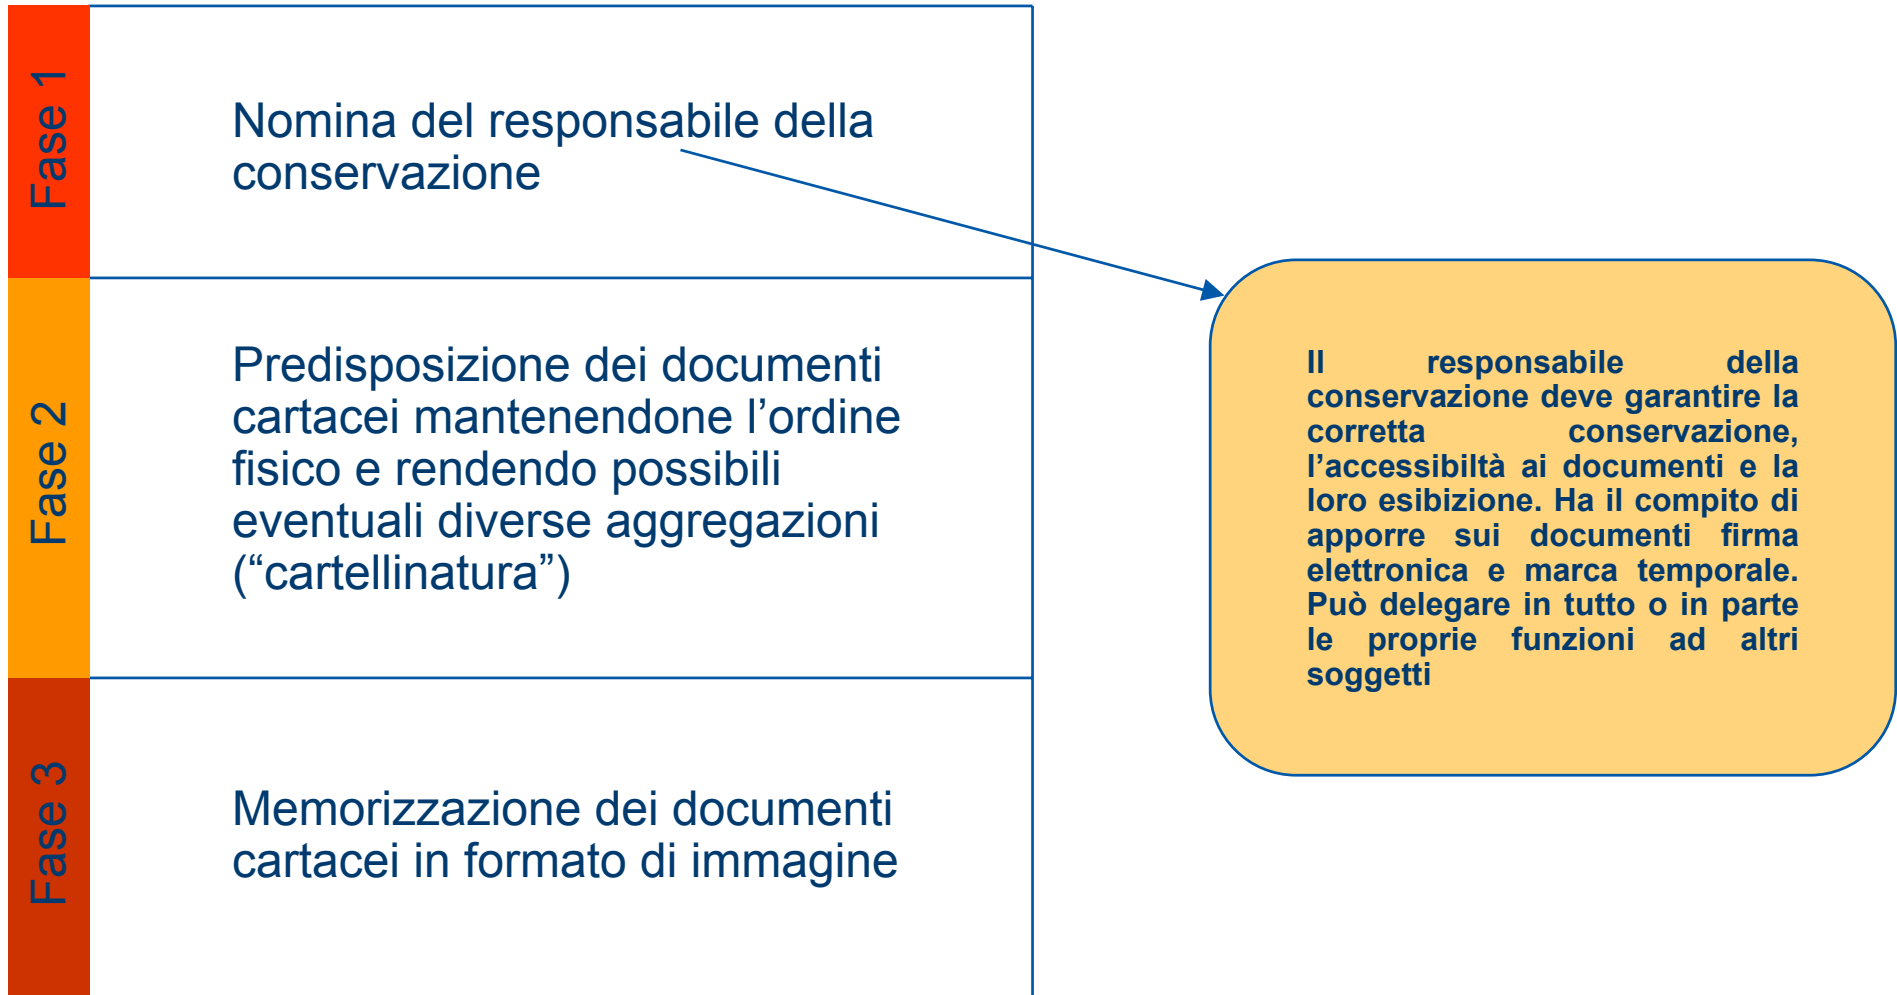 Fase 1
Nomina del responsabile della
conservazione
Fase 2
Predisposizione dei documenti
cartacei mantenendone l’ordine
fisico e rendendo possibili
eventuali diverse aggregazioni
(“cartellinatura”)
Fase 3
Memorizzazione dei documenti
cartacei in formato di immagine
Il responsabile della
conservazione deve garantire la
corretta conservazione,
l’accessibiltà ai documenti e la
loro esibizione. Ha il compito di
apporre sui documenti firma
elettronica e marca temporale.
Può delegare in tutto o in parte
le proprie funzioni ad altri
soggetti